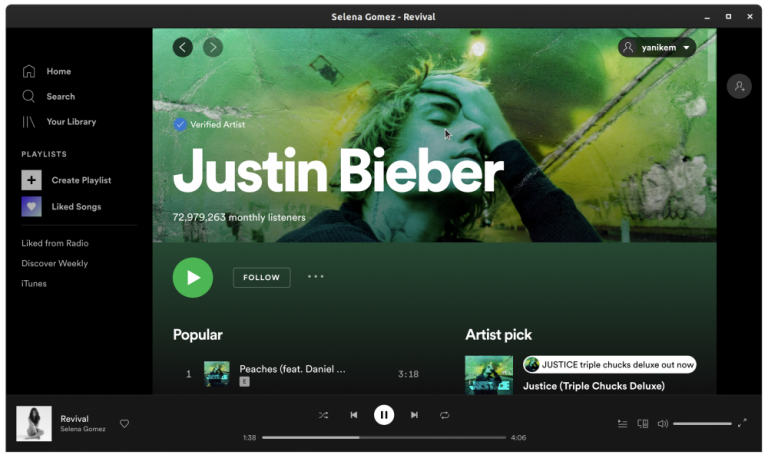 Selena Gomez - Revival
yanikem
Home
Search
Your Library
PLAYLISTS
Create Playlist
Liked Songs
Liked from Radio
Discover Weekly
iTunes
Verified Artist
Justin Bieber
72,979,263 monthly listeners
FOLLOW
Popular
1
Peaches (feat. Daniel ...
E
3:18
Artist pick
JUSTICE triple chucks deluxe out now
Justice (Triple Chucks Deluxe)
Revival
Selena Gomez
1:38
4:06